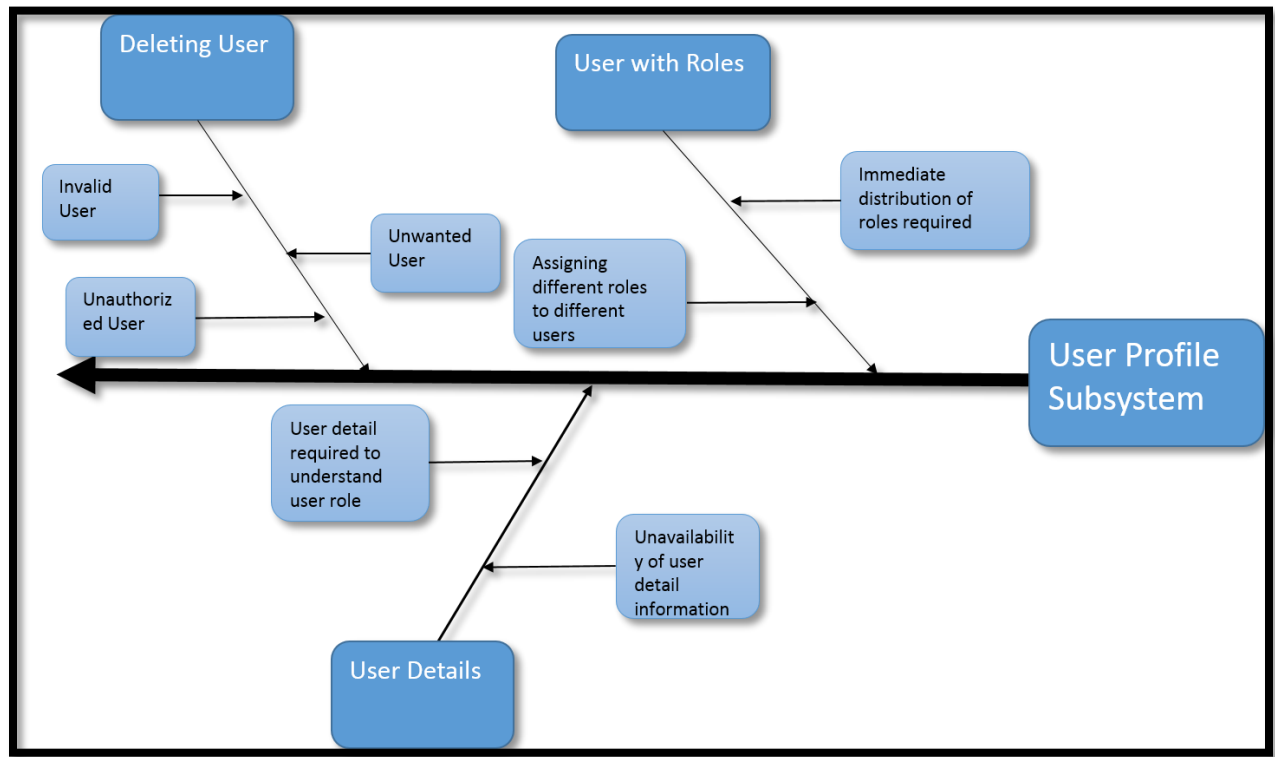 Deleting User
User with Roles
Invalid
User
Unwanted
User
Unauthoriz
ed User
Immediate
distribution of
roles required
Assigning
different roles
to different
users
User Profile
Subsystem
User detail
required to
understand
user role
Unavailabilit
y of user
detail
information
User Details